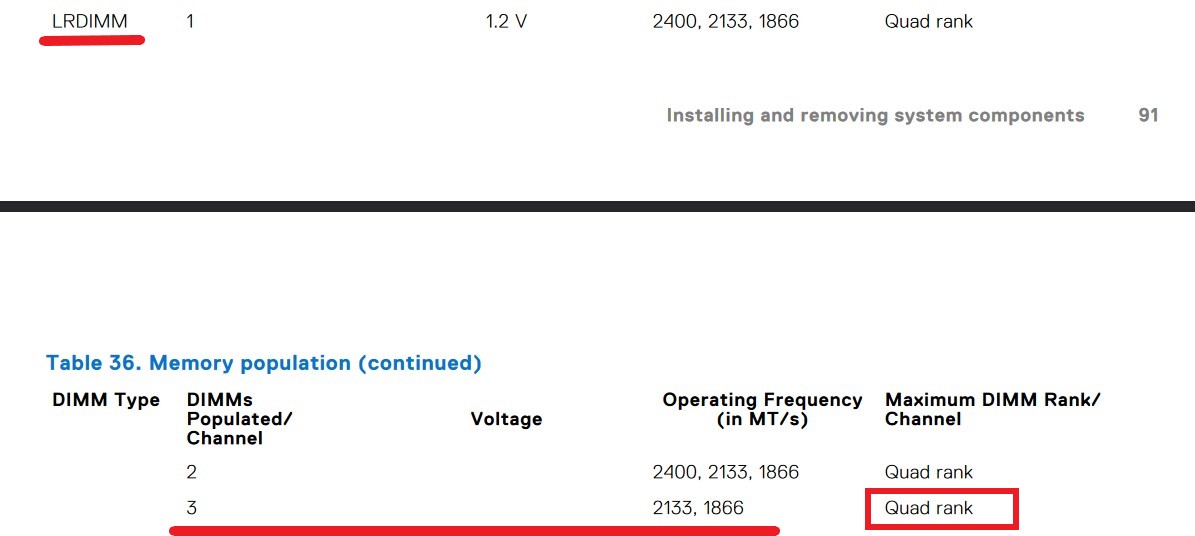 LRDIMM 1 1.2 V 2400, 2133, 1866 Quad rank
Installing and removing system components 91
Table 36. Memory population (continued)
DIMM Type DIMMs Populated/ Channel Voltage Operating Frequency (in MT/s) Maximum DIMM Rank/ Channel
2 2400, 2133, 1866 Quad rank
3 2133, 1866 Quad rank